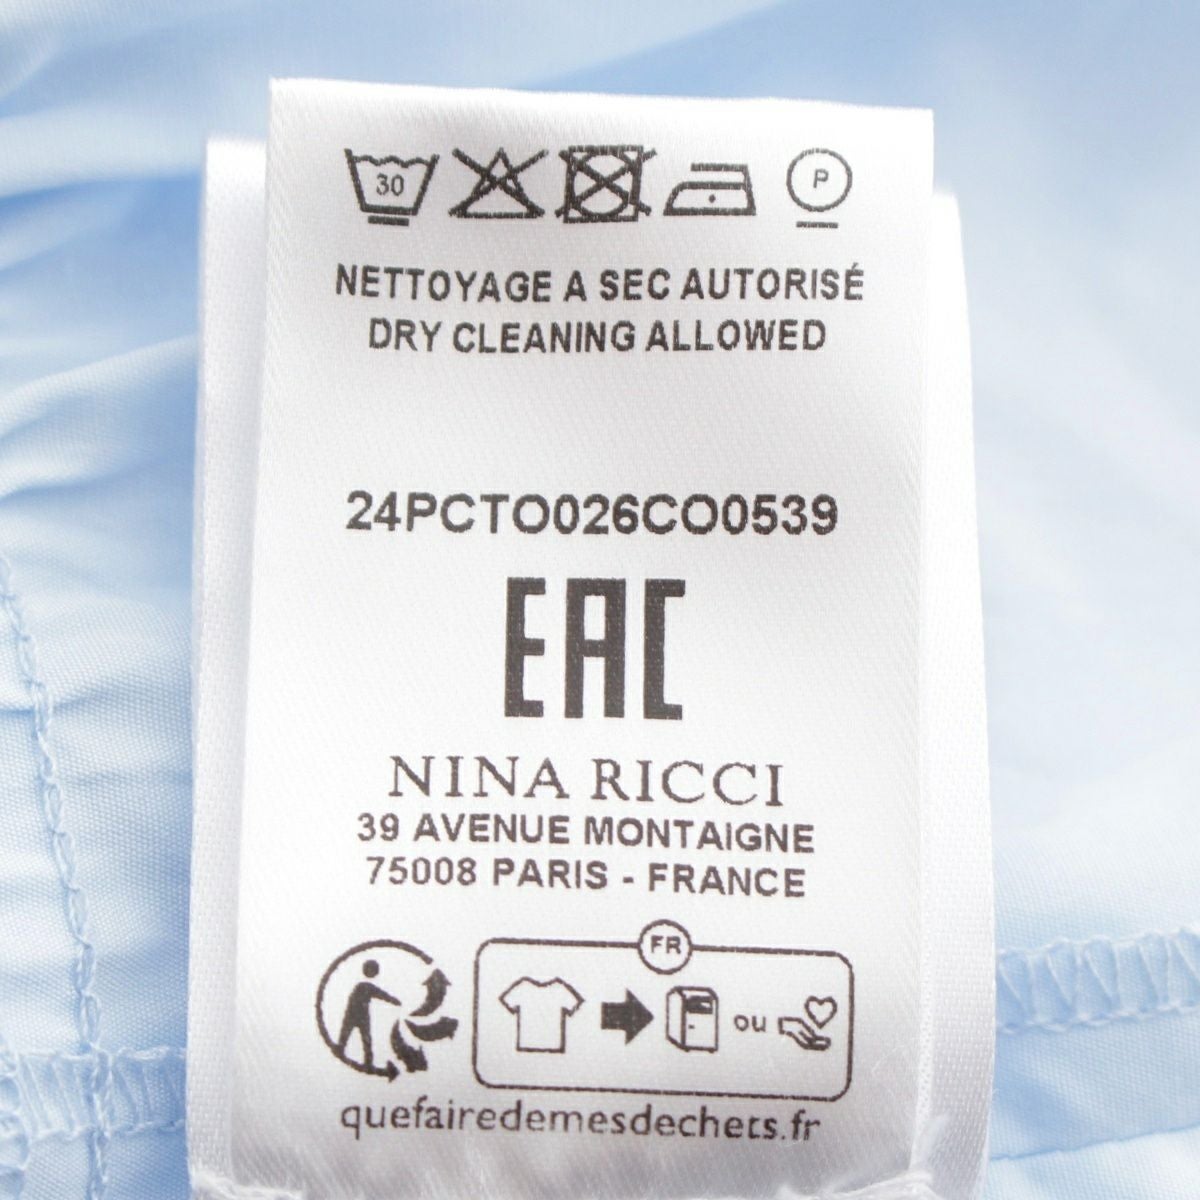 30 P
NETTOYAGE A SEC AUTORISÉ
DRY CLEANING ALLOWED
24PCTO026CO0539
EAC
NINA RICCI
39 AVENUE MONTAIGNE
75008 PARIS - FRANCE
FR
ou
quefairedemesdechets.fr